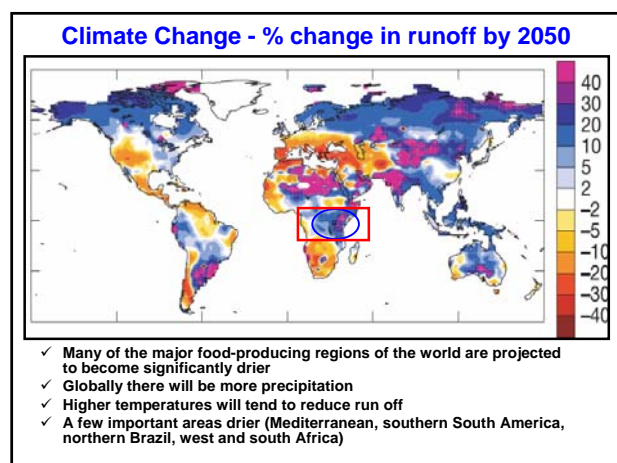 Climate Change - % change in runoff by 2050
40
30
20
10
5
2
–2
–5
–10
–20
–30
–40
✓ Many of the major food-producing regions of the world are projected
to become significantly drier
✓ Globally there will be more precipitation
✓ Higher temperatures will tend to reduce run off
✓ A few important areas drier (Mediterranean, southern South America,
northern Brazil, west and south Africa)